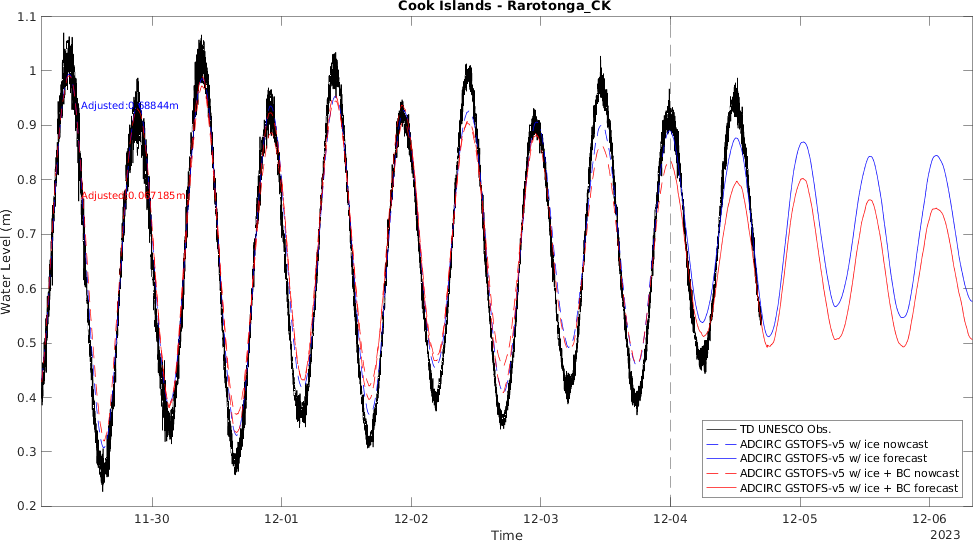 Cook Islands - Rarotonga_CK
1.1
1
0.9
0.8
0.7
0.6
0.5
0.4
0.3
0.2
Water Level (m)
11-30
12-01
12-02
12-03
12-04
12-05
12-06
Time
2023
TD UNESCO Obs.
ADCIRC GSTOFS-v5 w/ ice nowcast
ADCIRC GSTOFS-v5 w/ ice forecast
ADCIRC GSTOFS-v5 w/ ice + BC nowcast
ADCIRC GSTOFS-v5 w/ ice + BC forecast